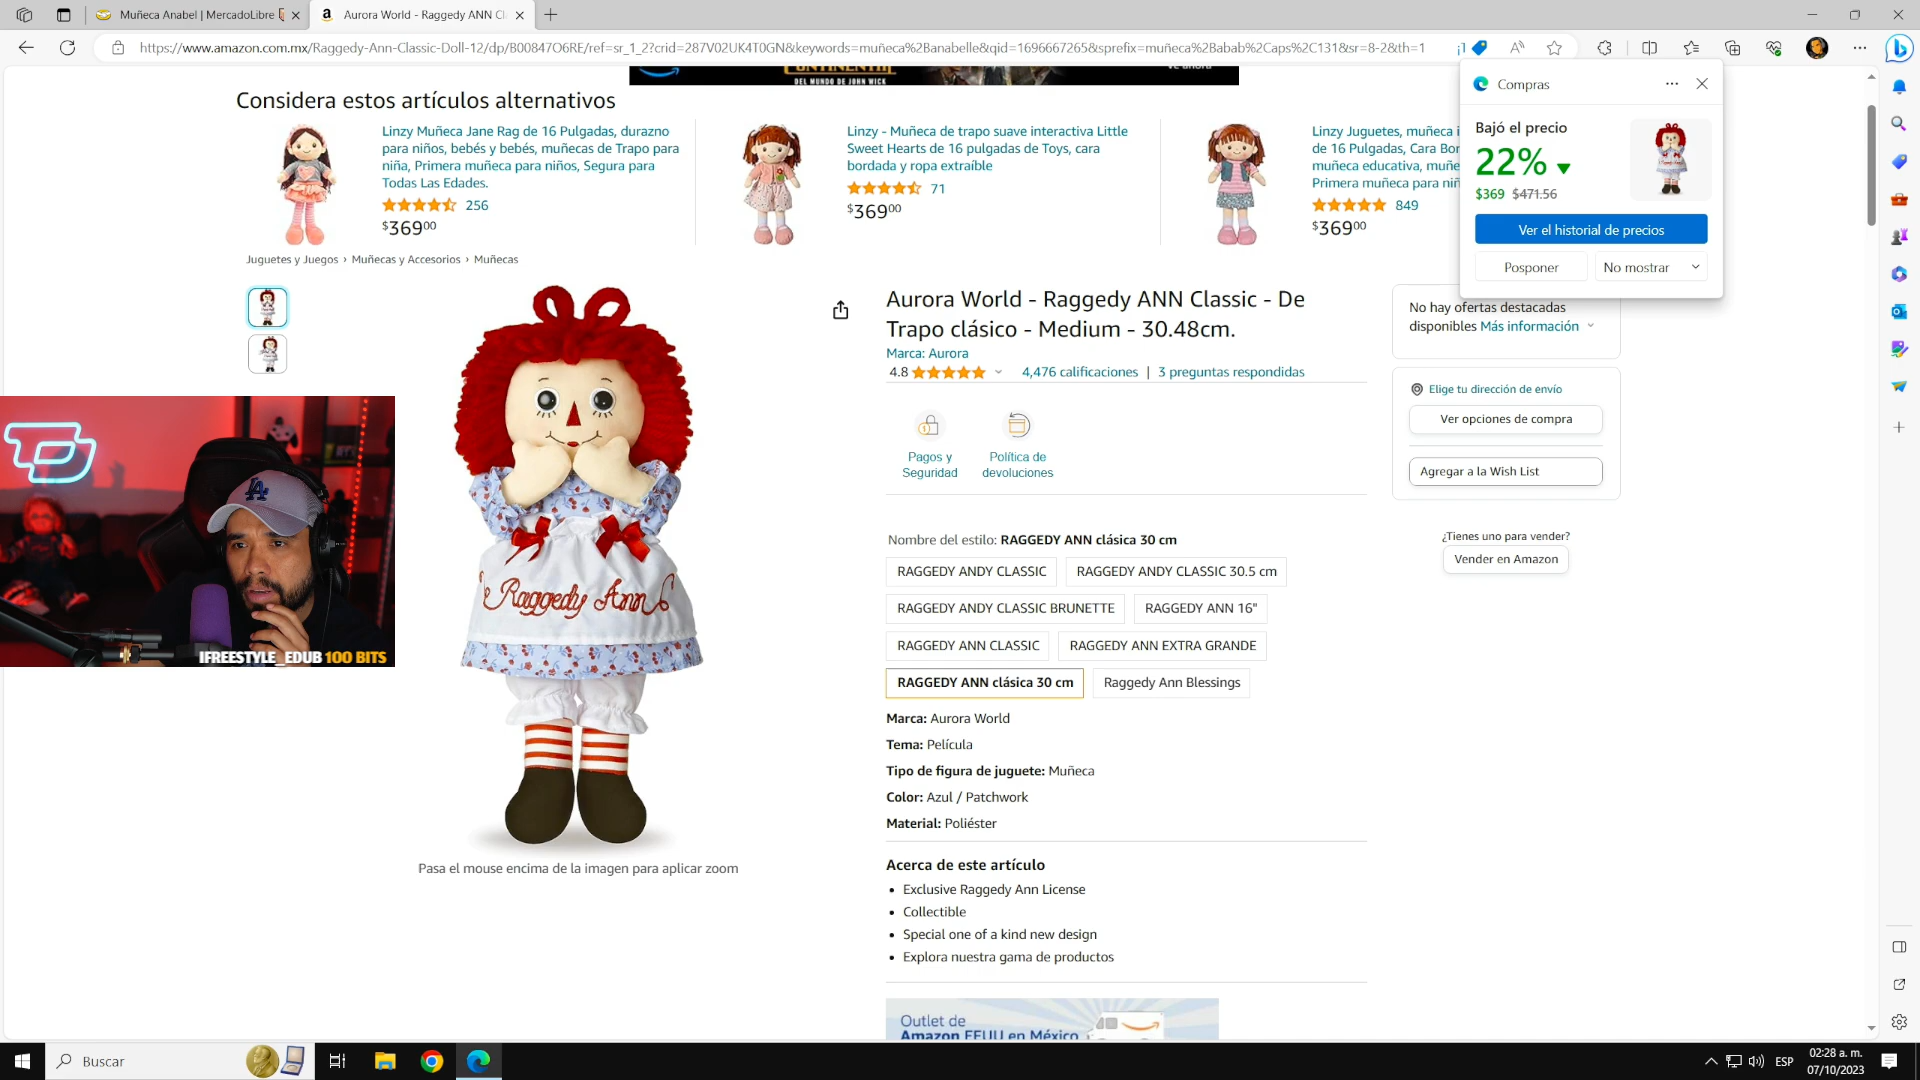 Muñeca Anabel | MercadoLibre
Aurora World - Raggedy ANN Cl
https://www.amazon.com.mx/Raggedy-Ann-Classic-Doll-12/dp/B00847O6RE/ref=sr_1_2?crid=287V02UK4T0GN&keywords=muñeca%2Banabelle&qid=1696667265&sprefix=muñeca%2Babab%2Caps%2C131&sr=8-2&th=1
CONTINENTAL
DEL MUNDO DE JOHN WICK
Ve ahora
Considera estos artículos alternativos
Linzy Muñeca Jane Rag de 16 Pulgadas, durazno
para niños, bebés y bebés, muñecas de Trapo para
niña, Primera muñeca para niños, Segura para
Todas Las Edades.
256
$369 00
Linzy - Muñeca de trapo suave interactiva Little
Sweet Hearts de 16 pulgadas de Toys, cara
bordada y ropa extraíble
71
$369 00
Linzy Juguetes, muñeca i
de 16 Pulgadas, Cara Bor
muñeca educativa, muñe
Primera muñeca para niñ
849
$369 00
Compras
Bajó el precio
22%
$369 $471.56
Ver el historial de precios
Posponer
No mostrar
Juguetes y Juegos › Muñecas y Accesorios › Muñecas
Raggedy Ann
Pasa el mouse encima de la imagen para aplicar zoom
LA
IFREESTYLE_EDUB 100 BITS
Aurora World - Raggedy ANN Classic - De
Trapo clásico - Medium - 30.48cm.
Marca: Aurora
4.8
4,476 calificaciones | 3 preguntas respondidas
Pagos y
Seguridad
Política de
devoluciones
Nombre del estilo: RAGGEDY ANN clásica 30 cm
RAGGEDY ANDY CLASSIC
RAGGEDY ANDY CLASSIC 30.5 cm
RAGGEDY ANDY CLASSIC BRUNETTE
RAGGEDY ANN 16"
RAGGEDY ANN CLASSIC
RAGGEDY ANN EXTRA GRANDE
RAGGEDY ANN clásica 30 cm
Raggedy Ann Blessings
Marca: Aurora World
Tema: Película
Tipo de figura de juguete: Muñeca
Color: Azul / Patchwork
Material: Poliéster
Acerca de este artículo
• Exclusive Raggedy Ann License
• Collectible
• Special one of a kind new design
• Explora nuestra gama de productos
Outlet de
Amazon EEUU en México
No hay ofertas destacadas
disponibles Más información
Elige tu dirección de envío
Ver opciones de compra
Agregar a la Wish List
¿Tienes uno para vender?
Vender en Amazon
Buscar
ESP
02:28 a. m.
07/10/2023